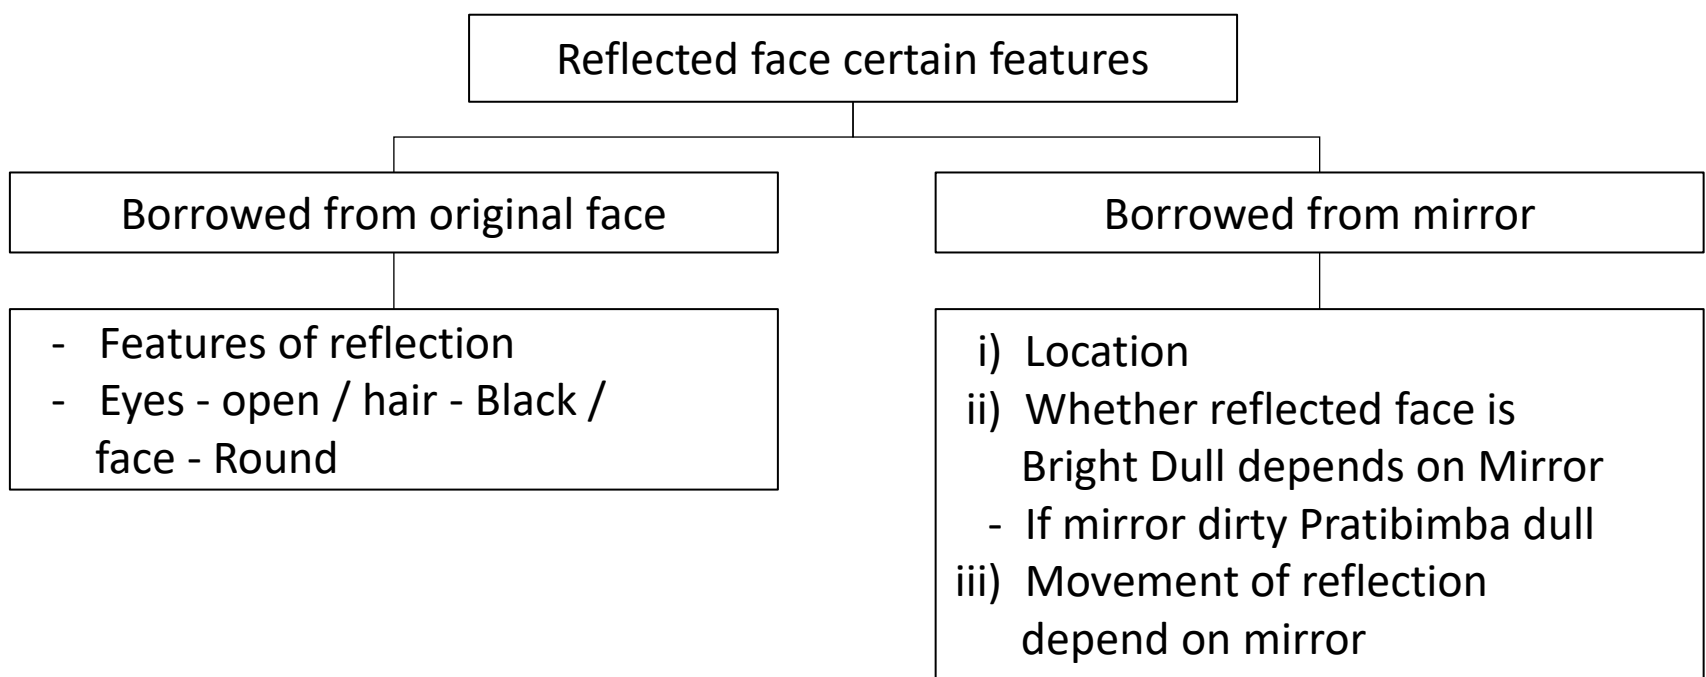 Reflected face certain features
Borrowed from original face
Borrowed from mirror
- Features of reflection
- Eyes - open / hair - Black /
face - Round
i) Location
ii) Whether reflected face is
Bright Dull depends on Mirror
- If mirror dirty Pratibimba dull
iii) Movement of reflection
depend on mirror